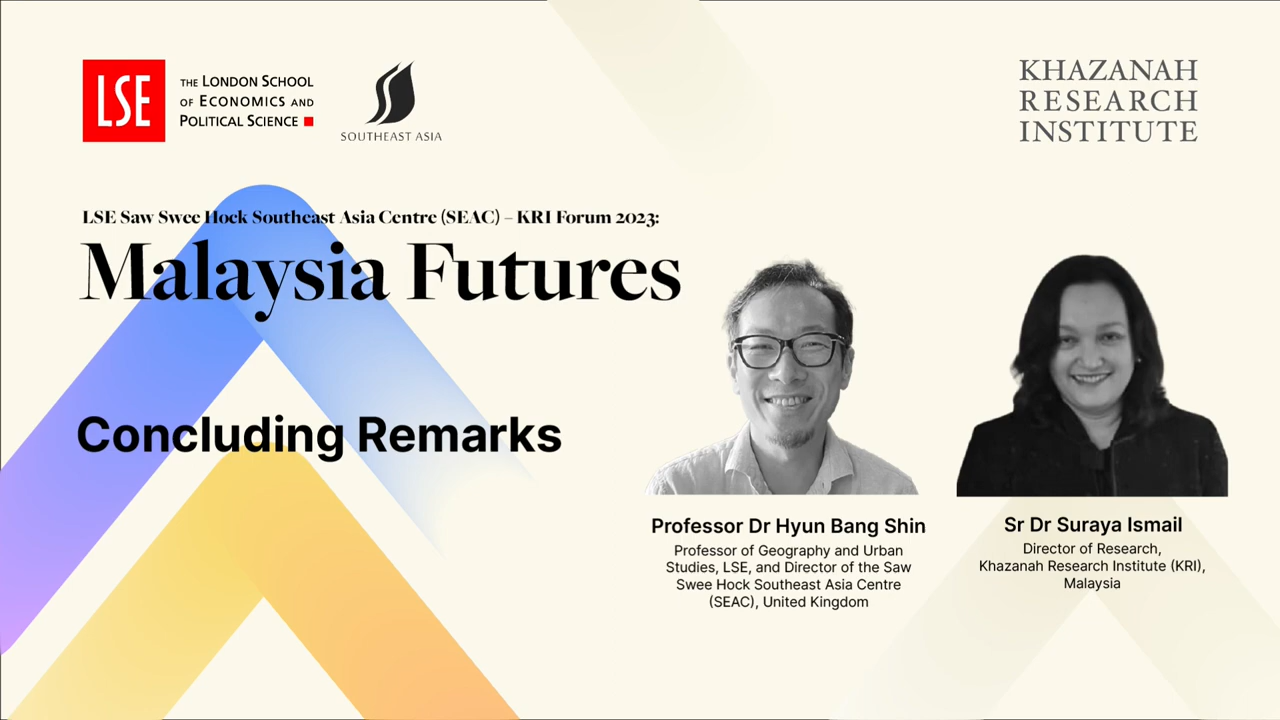 LSE
THE LONDON SCHOOL
OF ECONOMICS AND
POLITICAL SCIENCE
SOUTHEAST ASIA
KHAZANAH
RESEARCH
INSTITUTE
LSE Saw Swee Hock Southeast Asia Centre (SEAC) – KRI Forum 2023:
Malaysia Futures
Concluding Remarks
Professor Dr Hyun Bang Shin
Professor of Geography and Urban
Studies, LSE, and Director of the Saw
Swee Hock Southeast Asia Centre
(SEAC), United Kingdom
Sr Dr Suraya Ismail
Director of Research,
Khazanah Research Institute (KRI),
Malaysia